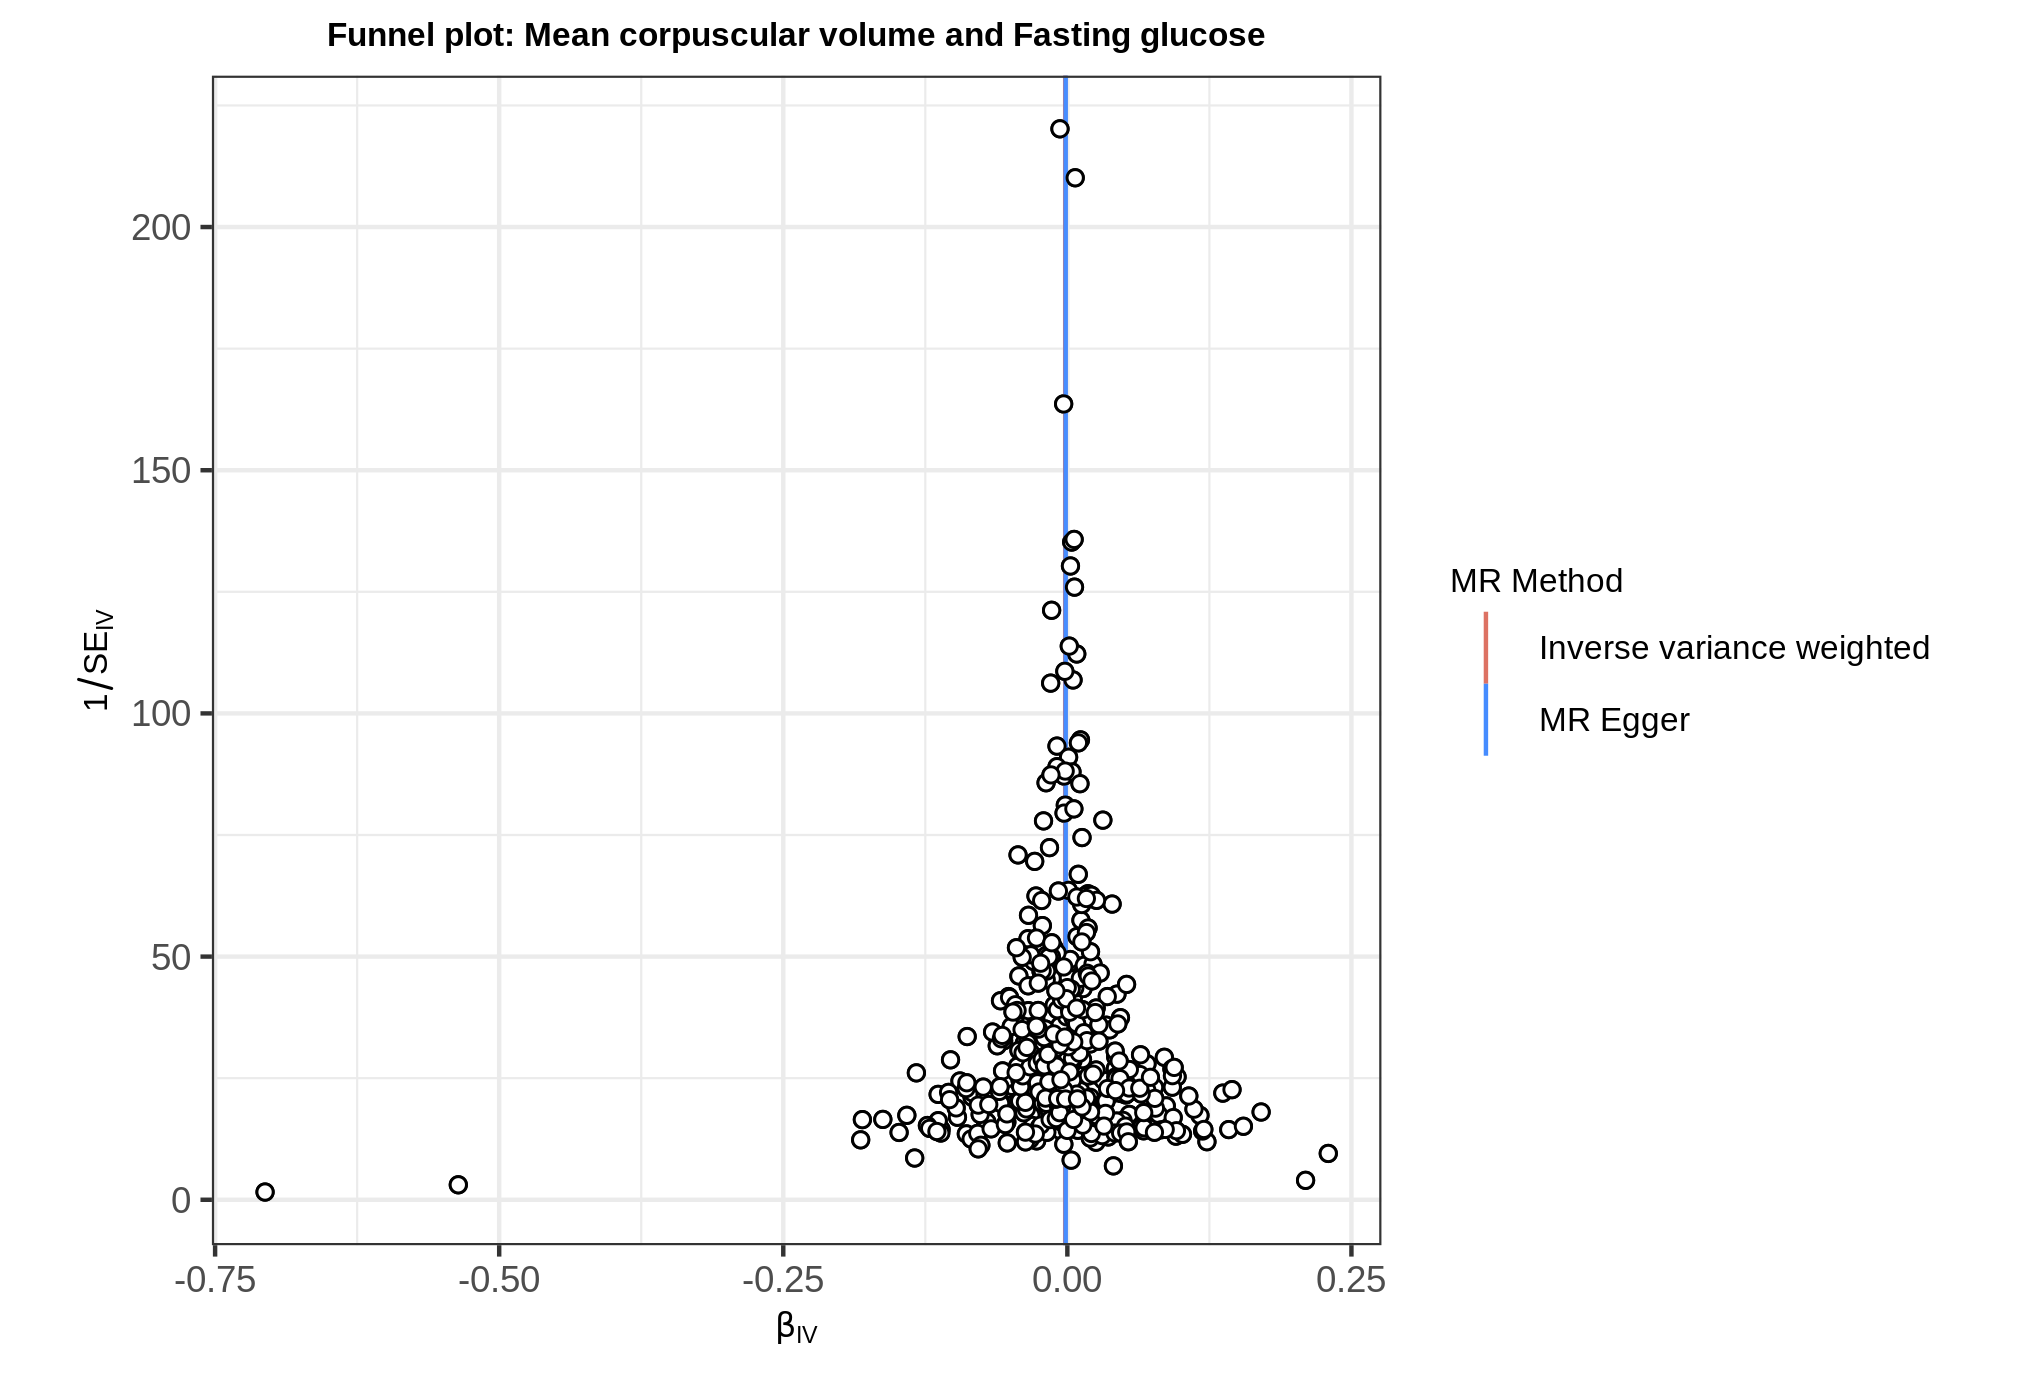 Funnel plot: Mean corpuscular volume and Fasting glucose
200
150
100
50
0
1/SEIV
-0.75 -0.50 -0.25 0.00 0.25
βIV
MR Method
Inverse variance weighted
MR Egger